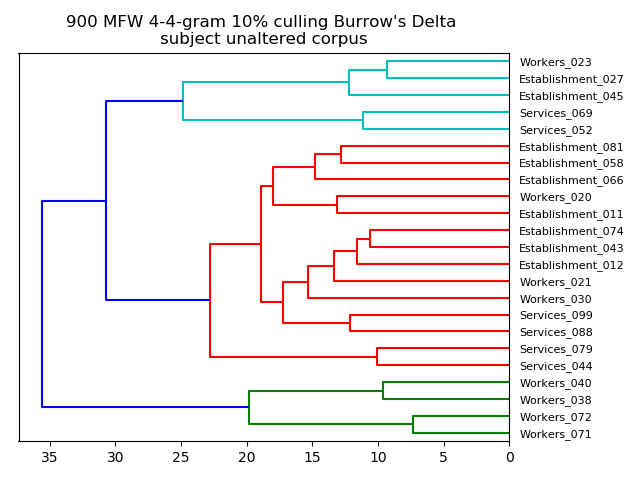 900 MFW 4-4-gram 10% culling Burrow's Delta
subject unaltered corpus
Workers_023
Establishment_027
Establishment_045
Services_069
Services_052
Establishment_081
Establishment_058
Establishment_066
Workers_020
Establishment_011
Establishment_074
Establishment_043
Establishment_012
Workers_021
Workers_030
Services_099
Services_088
Services_079
Services_044
Workers_040
Workers_038
Workers_072
Workers_071
35 30 25 20 15 10 5 0